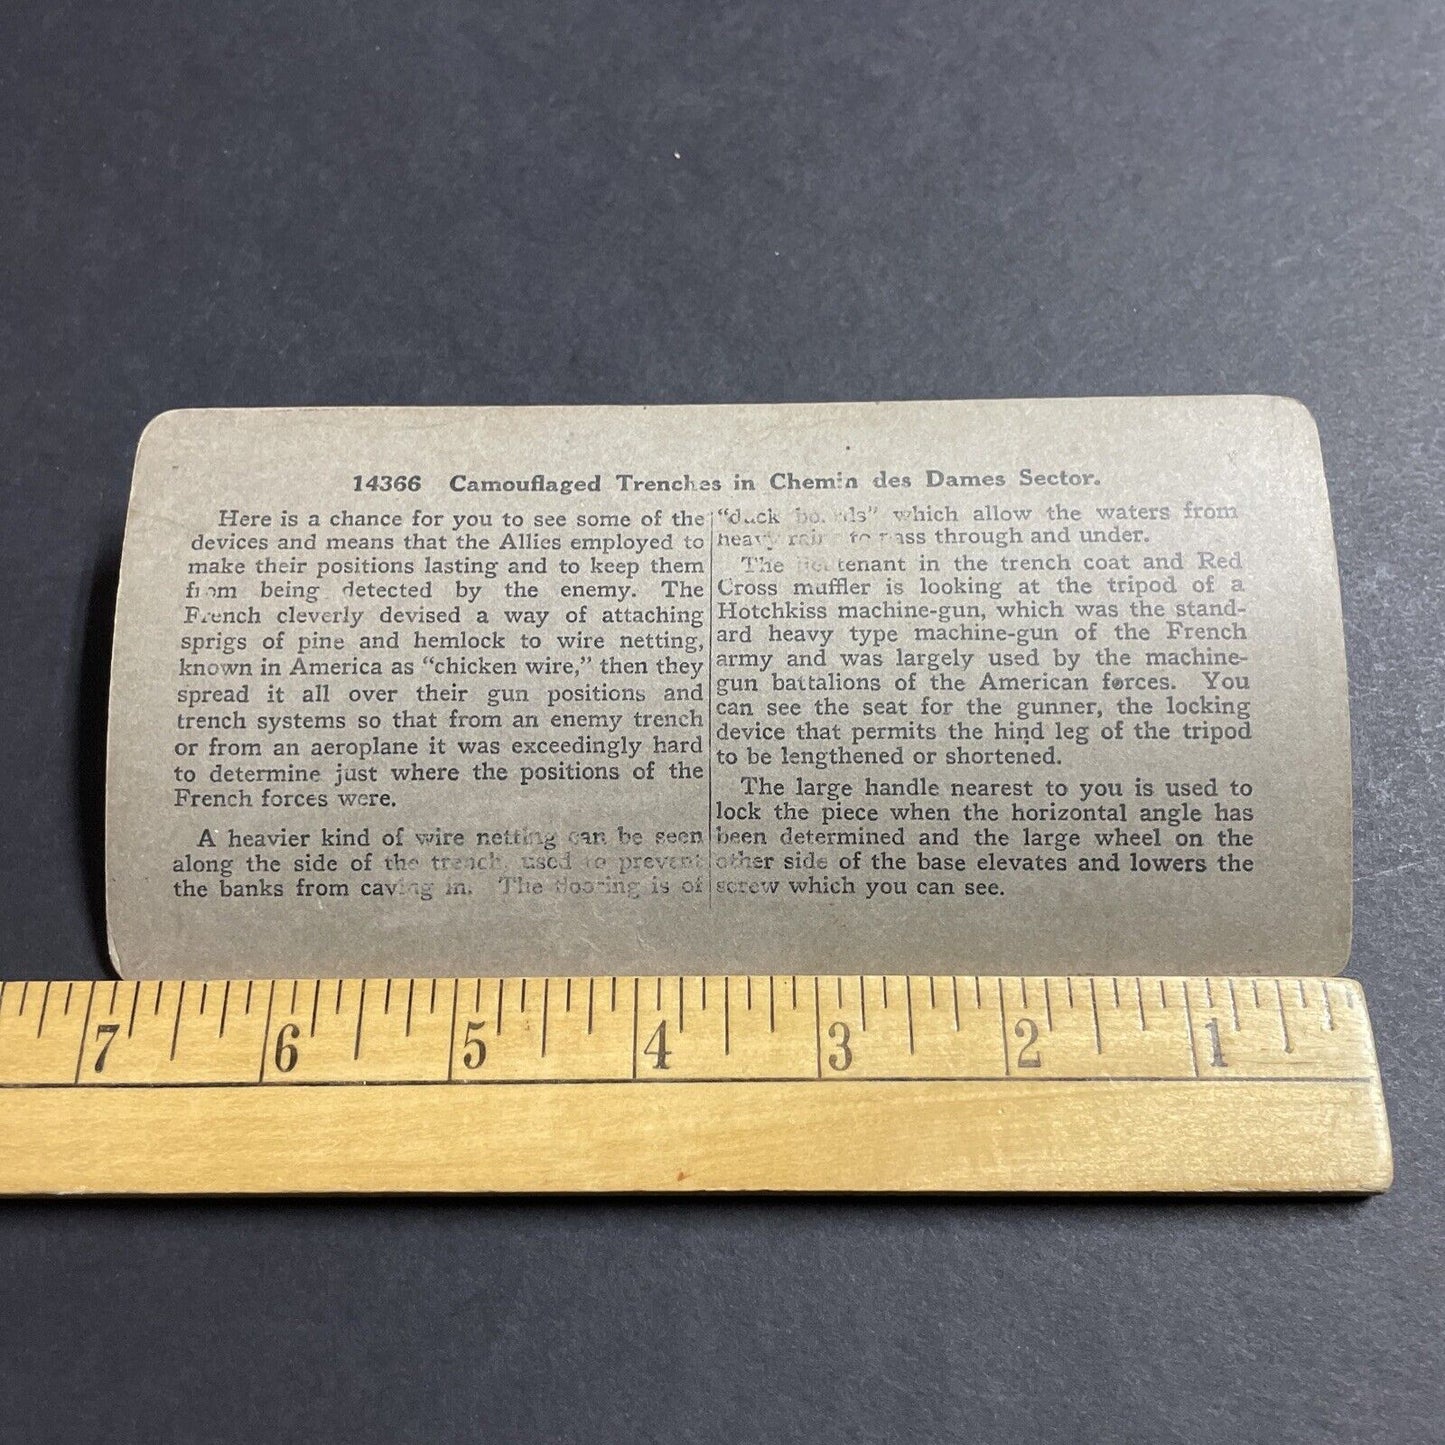 14366 Camouflaged Trenches in Chemin des Dames Sector.
Here is a chance for you to see some of the
devices and means that the Allies employed to
make their positions lasting and to keep them
from being detected by the enemy. The
French cleverly devised a way of attaching
sprigs of pine and hemlock to wire netting,
known in America as "chicken wire," then they
spread it all over their gun positions and
trench systems so that from an enemy trench
or from an aeroplane it was exceedingly hard
to determine just where the positions of the
French forces were.
A heavier kind of wire netting can be seen
along the side of the trench, used to prevent
the banks from caving in. The flooring is of
"duck boards" which allow the waters from
heavy rains to pass through and under.
The lieutenant in the trench coat and Red
Cross muffler is looking at the tripod of a
Hotchkiss machine-gun, which was the stand-
ard heavy type machine-gun of the French
army and was largely used by the machine-
gun battalions of the American forces. You
can see the seat for the gunner, the locking
device that permits the hind leg of the tripod
to be lengthened or shortened.
The large handle nearest to you is used to
lock the piece when the horizontal angle has
been determined and the large wheel on the
other side of the base elevates and lowers the
screw which you can see.
7 6 5 4 3 2 1